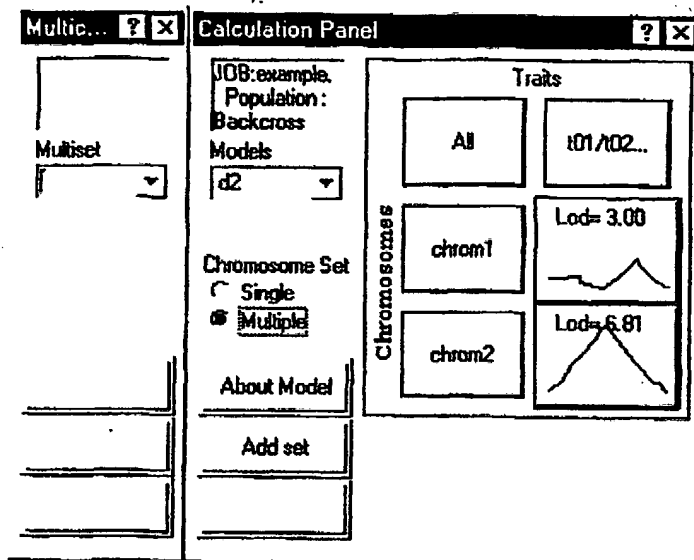 Multic... ? X
Multiset
Calculation Panel ? X
JOB:example.
Population :
Backcross
Models
d2
Chromosome Set
Single
Multiple
About Model
Add set
Traits
Chromosomes
All
t01/t02...
chrom1
Lod= 3.00
chrom2
Lod=6.81